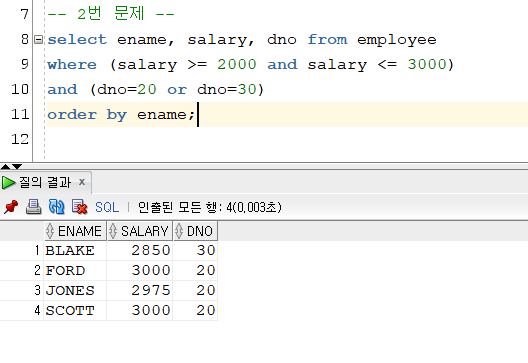 7 -- 2번 문제 --
8 select ename, salary, dno from employee
9 where (salary >= 2000 and salary <= 3000)
10 and (dno=20 or dno=30)
11 order by ename;
12
질의 결과 x
SQL | 인출된 모든 행: 4(0,003초)
ENAME SALARY DNO
1 BLAKE 2850 30
2 FORD 3000 20
3 JONES 2975 20
4 SCOTT 3000 20